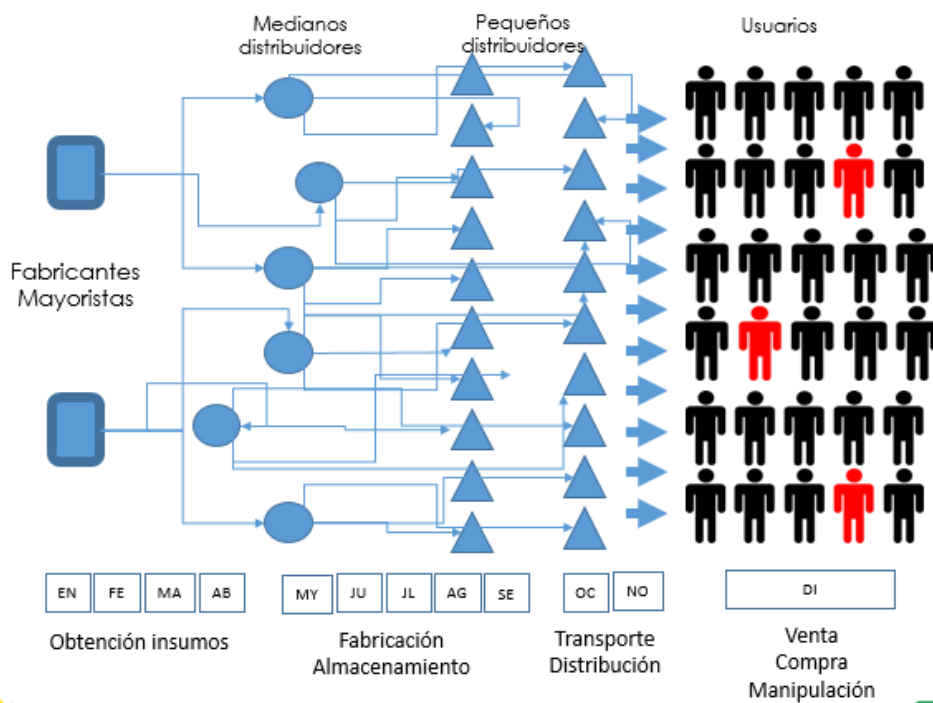 Medianos
distribuidores
Pequeños
distribuidores
Usuarios
Fabricantes
Mayoristas
EN
FE
MA
AB
MY
JU
JL
AG
SE
OC
NO
DI
Obtención insumos
Fabricación
Almacenamiento
Transporte
Distribución
Venta
Compra
Manipulación